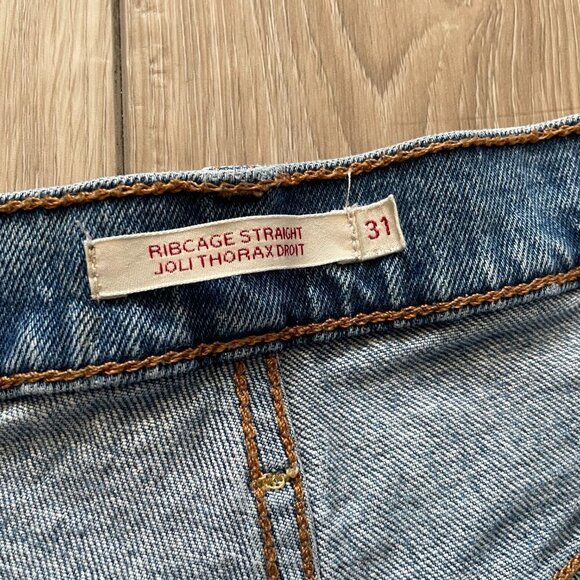 RIBCAGE STRAIGHT
JOLI THORAX DROIT
31